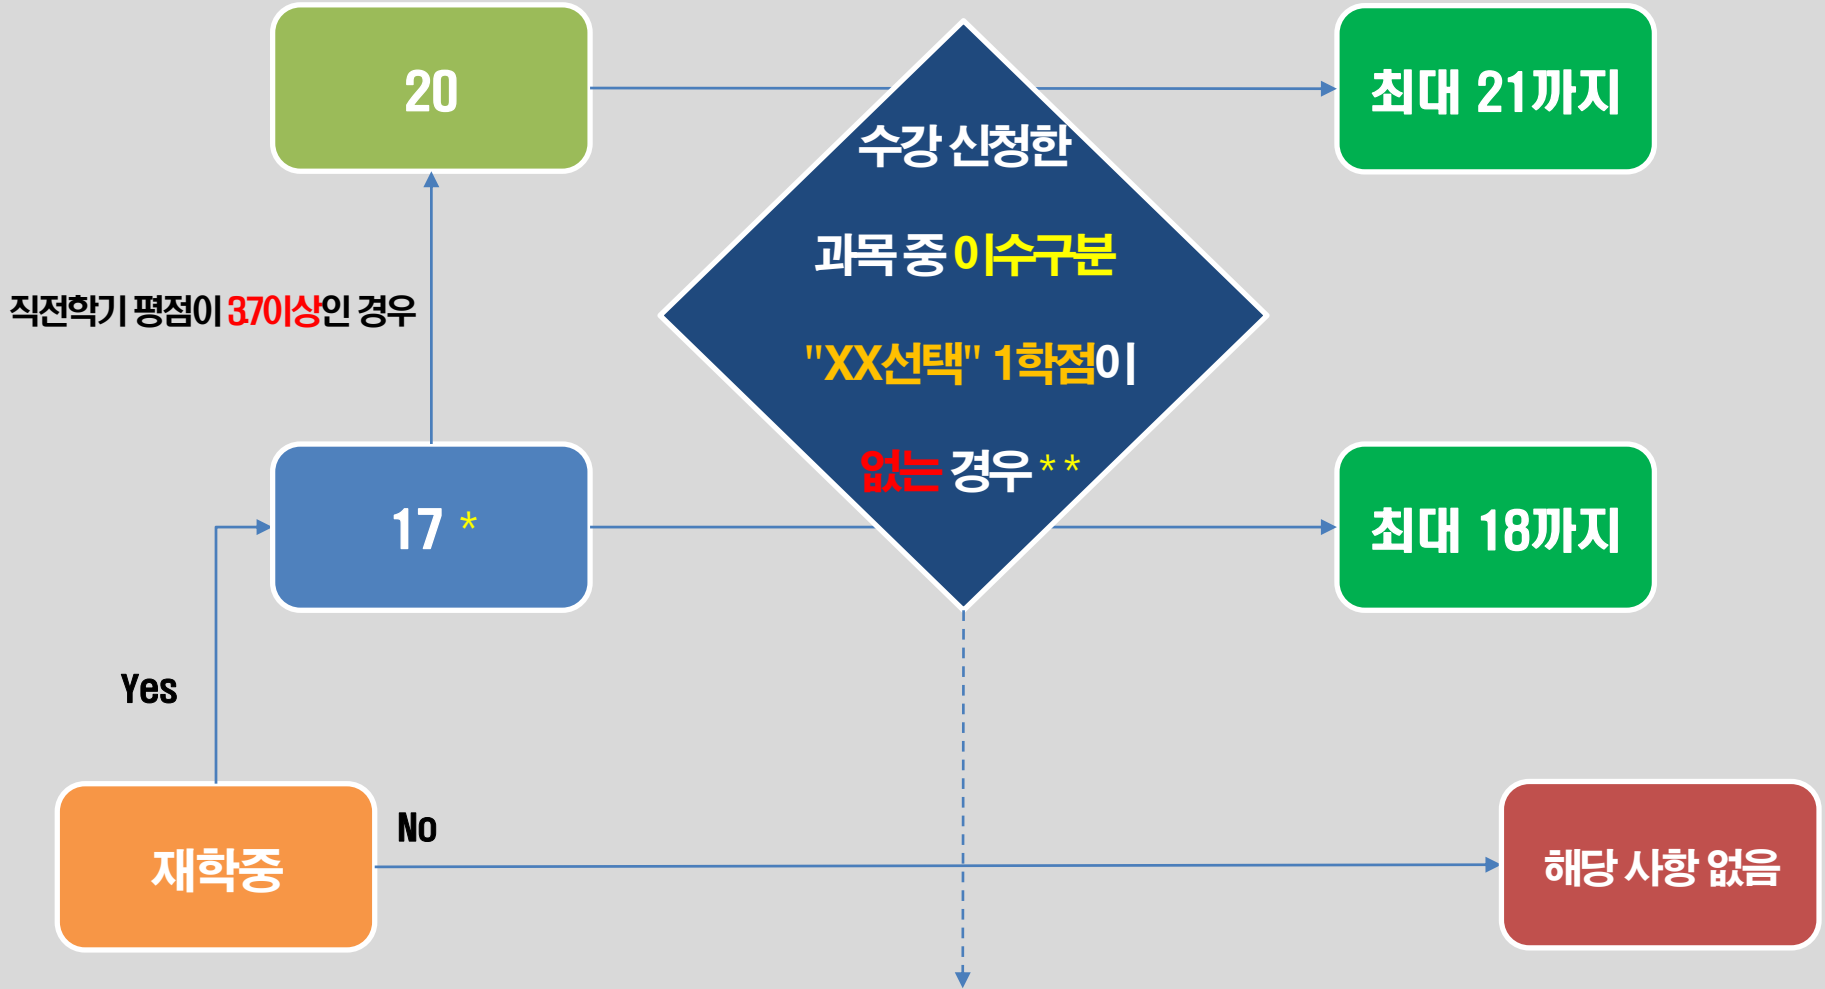 20
최대 21까지
수강 신청한
과목 중 이수구분
"XX선택" 1학점이
없는 경우 **
직전학기 평점이 3.7이상인 경우
17 *
최대 18까지
Yes
No
재학중
해당 사항 없음